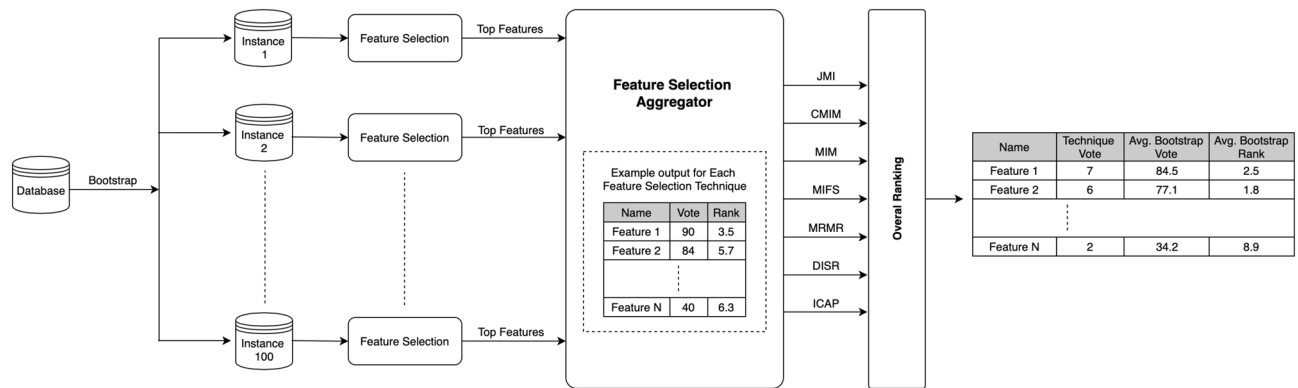 Database
Bootstrap
Instance
1
Feature Selection
Top Features
Instance
2
Feature Selection
Top Features
Instance
100
Feature Selection
Top Features
Feature Selection
Aggregator
Example output for Each
Feature Selection Technique
Name Vote Rank
Feature 1 90 3.5
Feature 2 84 5.7
Feature N 40 6.3
JMI
CMIM
MIM
MIFS
MRMR
DISR
ICAP
Overal Ranking
Name Technique Vote Avg. Bootstrap Vote Avg. Bootstrap Rank
Feature 1 7 84.5 2.5
Feature 2 6 77.1 1.8
Feature N 2 34.2 8.9